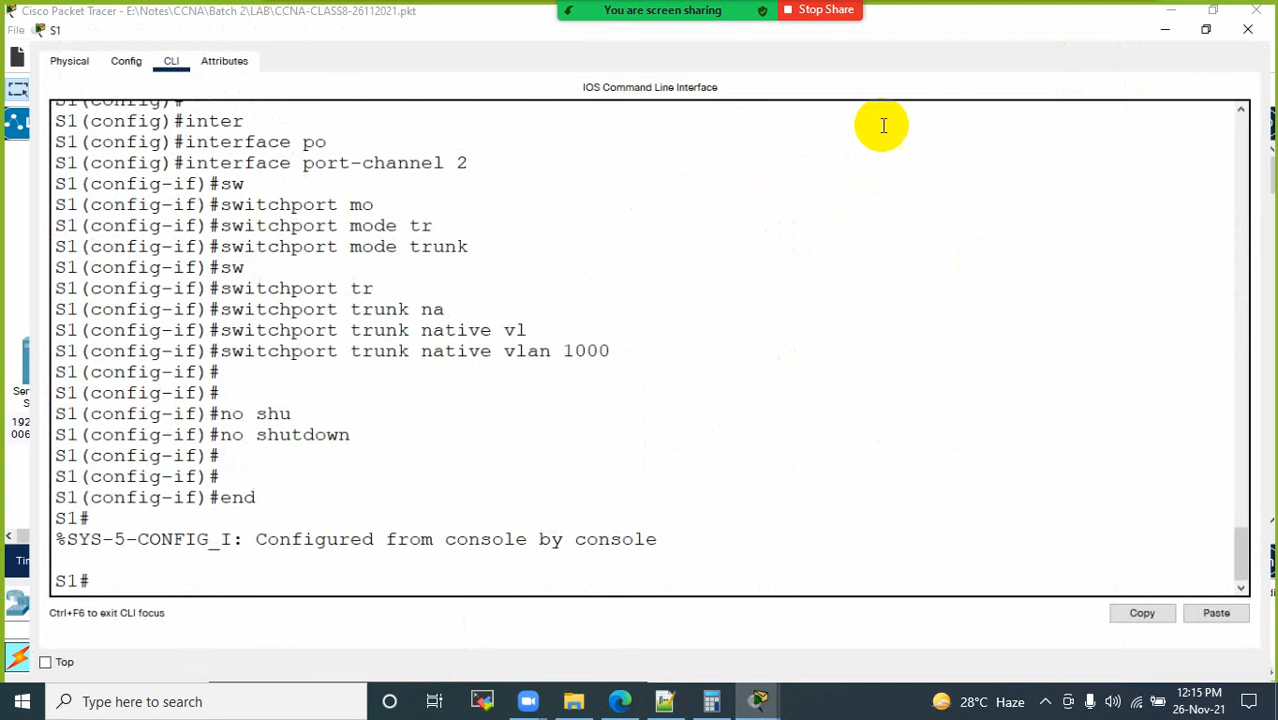 Cisco Packet Tracer - E:\Notes\CCNA\Batch 2\LAB\CCNA-CLASS8-26112021.pkt
You are screen sharing
Stop Share
File
S1
Physical
Config
CLI
Attributes
IOS Command Line Interface
S1(config)#
S1(config)#inter
S1(config)#interface po
S1(config)#interface port-channel 2
S1(config-if)#sw
S1(config-if)#switchport mo
S1(config-if)#switchport mode tr
S1(config-if)#switchport mode trunk
S1(config-if)#sw
S1(config-if)#switchport tr
S1(config-if)#switchport trunk na
S1(config-if)#switchport trunk native vl
S1(config-if)#switchport trunk native vlan 1000
S1(config-if)#
S1(config-if)#
S1(config-if)#no shu
S1(config-if)#no shutdown
S1(config-if)#
S1(config-if)#
S1(config-if)#end
S1#
%SYS-5-CONFIG_I: Configured from console by console
S1#
Ser
S
192
006
Tir
Ctrl+F6 to exit CLI focus
Copy
Paste
Top
Type here to search
28°C Haze
12:15 PM
26-Nov-21